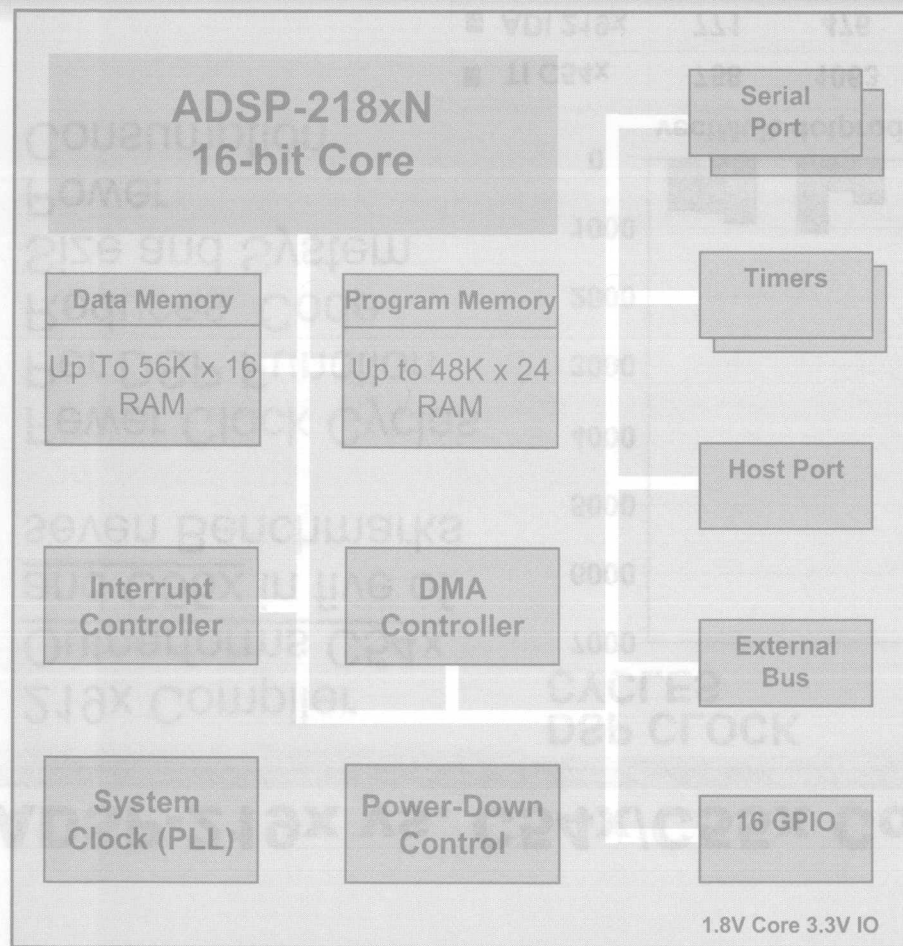 ADSP-218xN
16-bit Core
Serial
Port
Timers
Data Memory
Up To 56K x 16
RAM
Program Memory
Up to 48K x 24
RAM
Host Port
Interrupt
Controller
DMA
Controller
External
Bus
System
Clock (PLL)
Power-Down
Control
16 GPIO
1.8V Core 3.3V IO